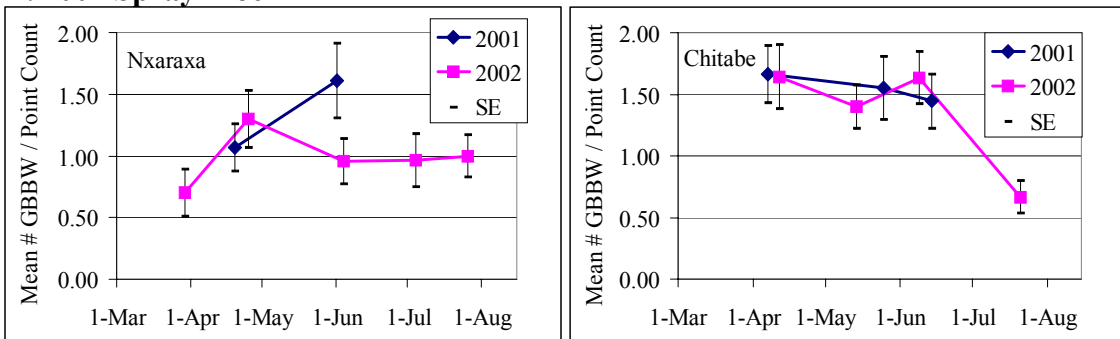 Spray
Mean # GBBW / Point Count
2.00
1.50
1.00
0.50
0.00
Nxaraxa
2001
2002
SE
1-Mar 1-Apr 1-May 1-Jun 1-Jul 1-Aug
Mean # GBBW / Point Count
2.00
1.50
1.00
0.50
0.00
Chitabe
2001
2002
SE
1-Mar 1-Apr 1-May 1-Jun 1-Jul 1-Aug